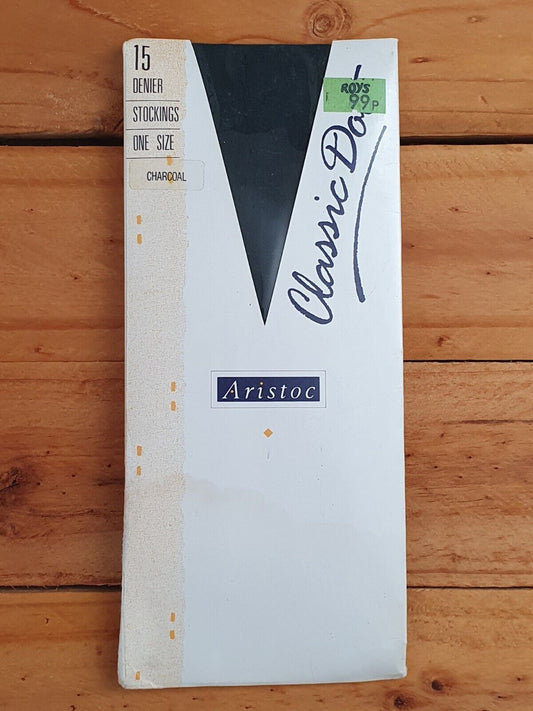 15
DENIER
STOCKINGS
ONE SIZE
CHARCOAL
ROYS
99p
Classic
Aristoc